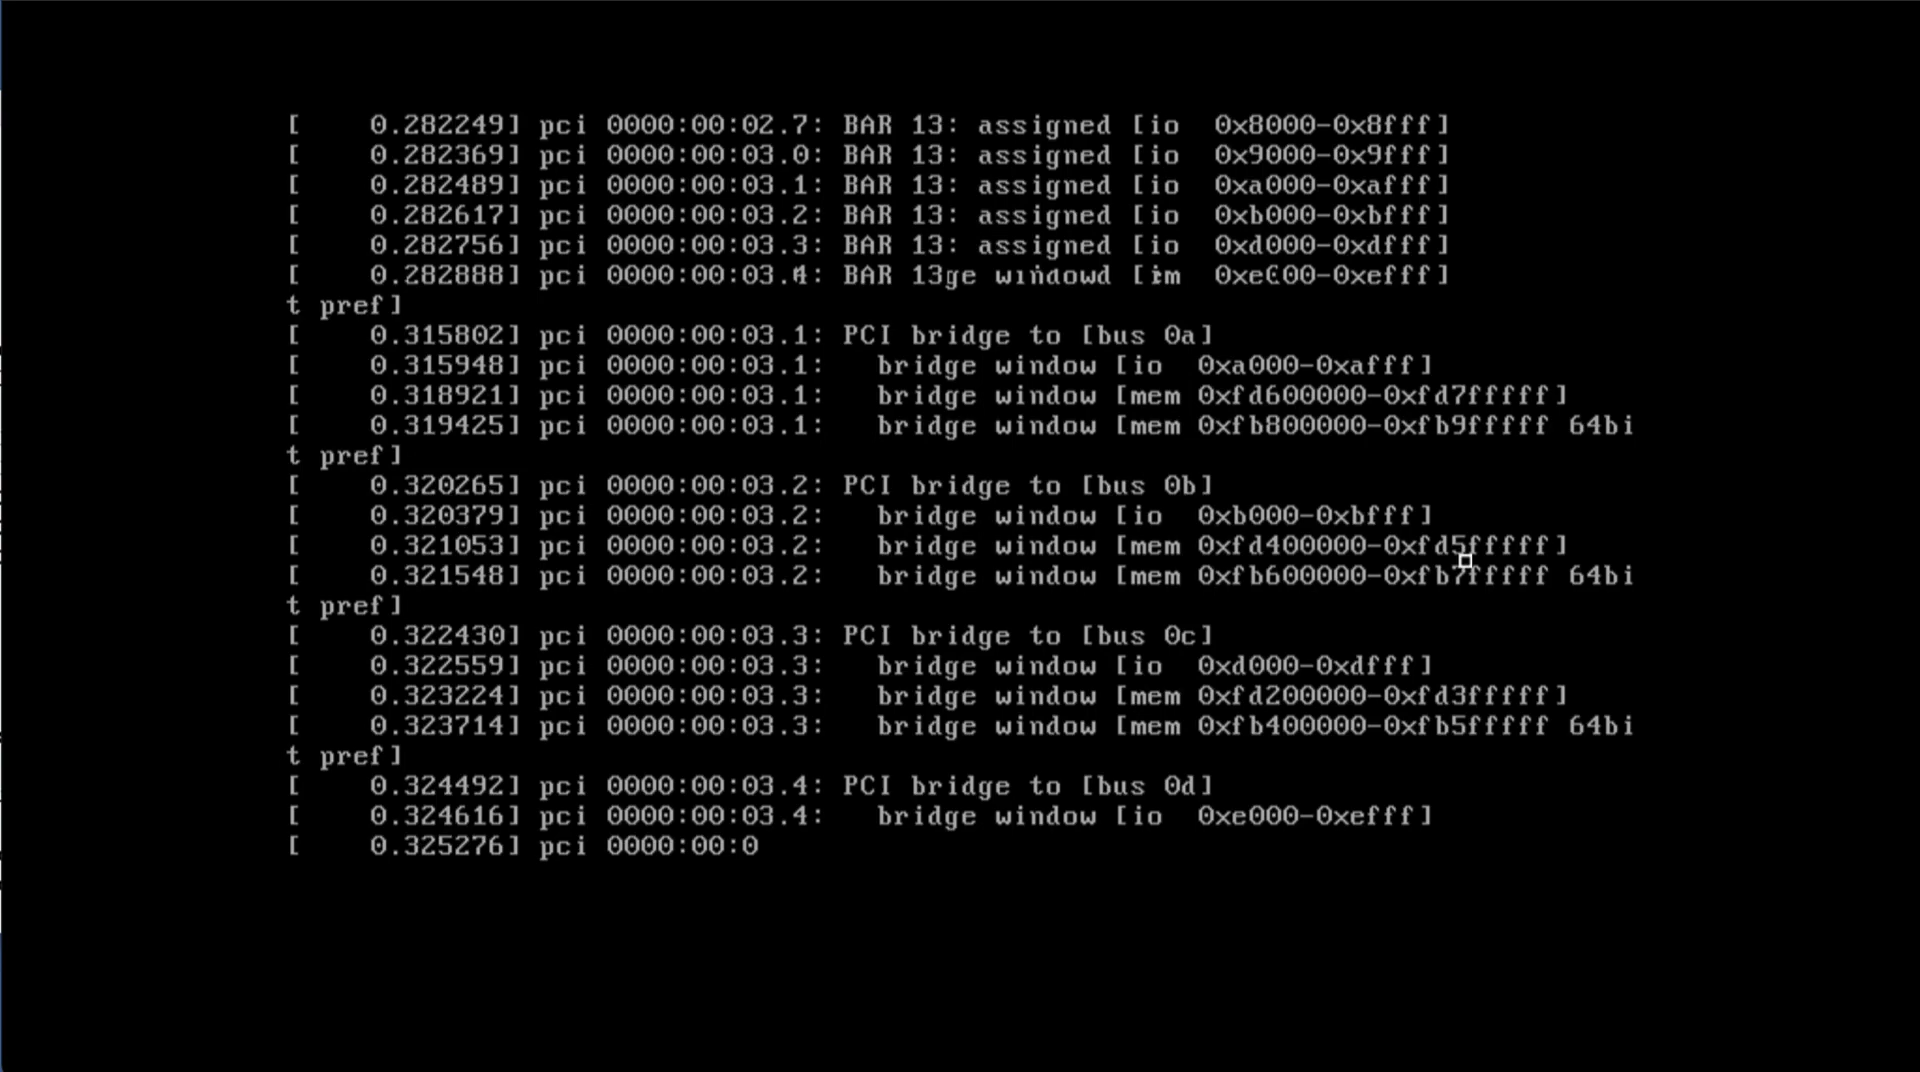 [    0.282249] pci 0000:00:02.7: BAR 13: assigned [io  0x8000-0x8fff]
[    0.282369] pci 0000:00:03.0: BAR 13: assigned [io  0x9000-0x9fff]
[    0.282489] pci 0000:00:03.1: BAR 13: assigned [io  0xa000-0xafff]
[    0.282617] pci 0000:00:03.2: BAR 13: assigned [io  0xb000-0xbfff]
[    0.282756] pci 0000:00:03.3: BAR 13: assigned [io  0xd000-0xdfff]
[    0.282888] pci 0000:00:03.4: BAR 13ge windowd [  0xe000-0xefff]
t pref]
[    0.315802] pci 0000:00:03.1: PCI bridge to [bus 0a]
[    0.315948] pci 0000:00:03.1:   bridge window [io  0xa000-0xafff]
[    0.318921] pci 0000:00:03.1:   bridge window [mem 0xfd600000-0xfd7fffff]
[    0.319425] pci 0000:00:03.1:   bridge window [mem 0xfb800000-0xfb9fffff 64bi
t pref]
[    0.320265] pci 0000:00:03.2: PCI bridge to [bus 0b]
[    0.320379] pci 0000:00:03.2:   bridge window [io  0xb000-0xbfff]
[    0.321053] pci 0000:00:03.2:   bridge window [mem 0xfd400000-0xfd5fffff]
[    0.321548] pci 0000:00:03.2:   bridge window [mem 0xfb600000-0xfb7fffff 64bi
t pref]
[    0.322430] pci 0000:00:03.3: PCI bridge to [bus 0c]
[    0.322559] pci 0000:00:03.3:   bridge window [io  0xd000-0xdfff]
[    0.323224] pci 0000:00:03.3:   bridge window [mem 0xfd200000-0xfd3fffff]
[    0.323714] pci 0000:00:03.3:   bridge window [mem 0xfb400000-0xfb5fffff 64bi
t pref]
[    0.324492] pci 0000:00:03.4: PCI bridge to [bus 0d]
[    0.324616] pci 0000:00:03.4:   bridge window [io  0xe000-0xefff]
[    0.325276] pci 0000:00:0